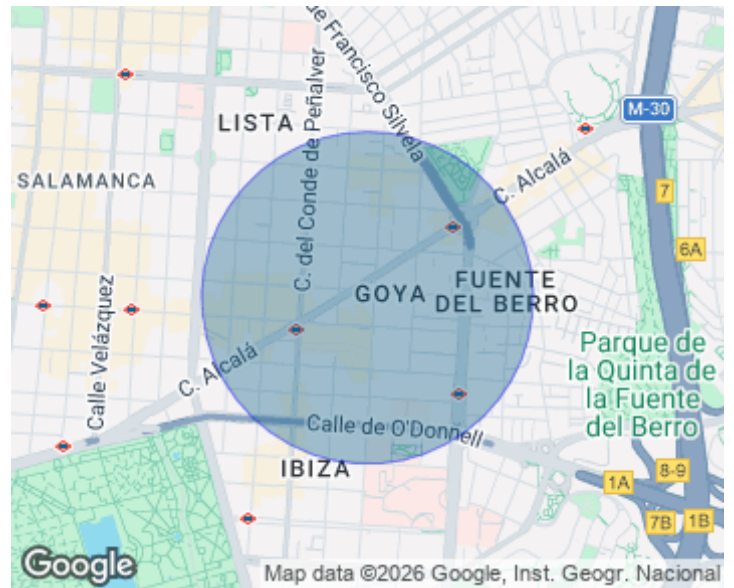 de Francisco Silvela
C. del Conde de Peñalver
LISTA
M-30
C. Alcalá
SALAMANCA
7
6A
GOYA
FUENTE
DEL BERRO
Calle Velázquez
C. Alcalá
Parque de
la Quinta de
la Fuente
del Berro
Calle de O'Donnell
IBIZA
8-9
1A
7B
1B
Google
Map data ©2026 Google, Inst. Geogr. Nacional